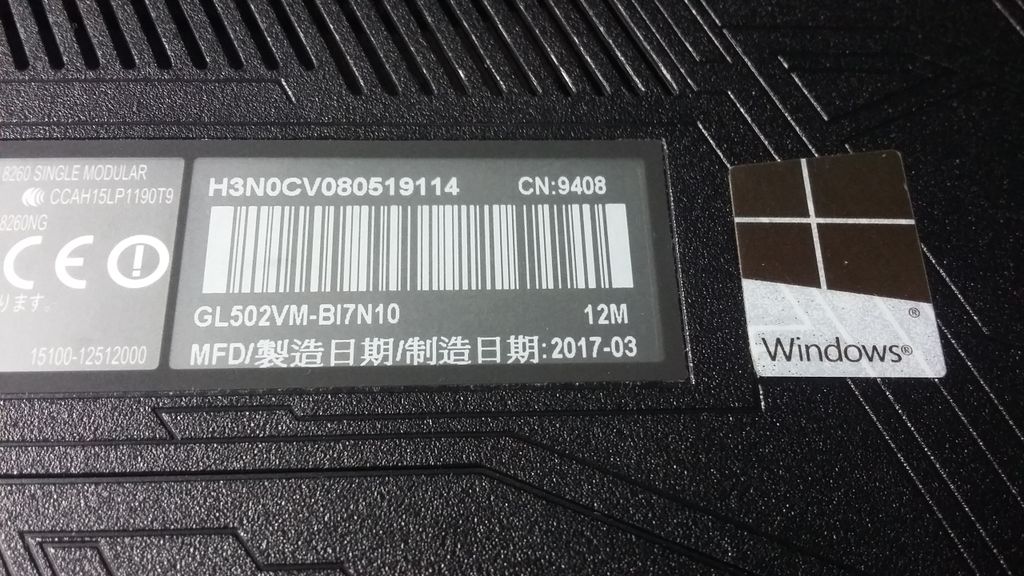 8260 SINGLE MODULAR
CCAH15LP1190T9
8260NG
CE
ります。
15100-12512000
H3N0CV080519114 CN:9408
GL502VM-BI7N10 12M
MFD/製造日期/制造日期:2017-03
Windows®